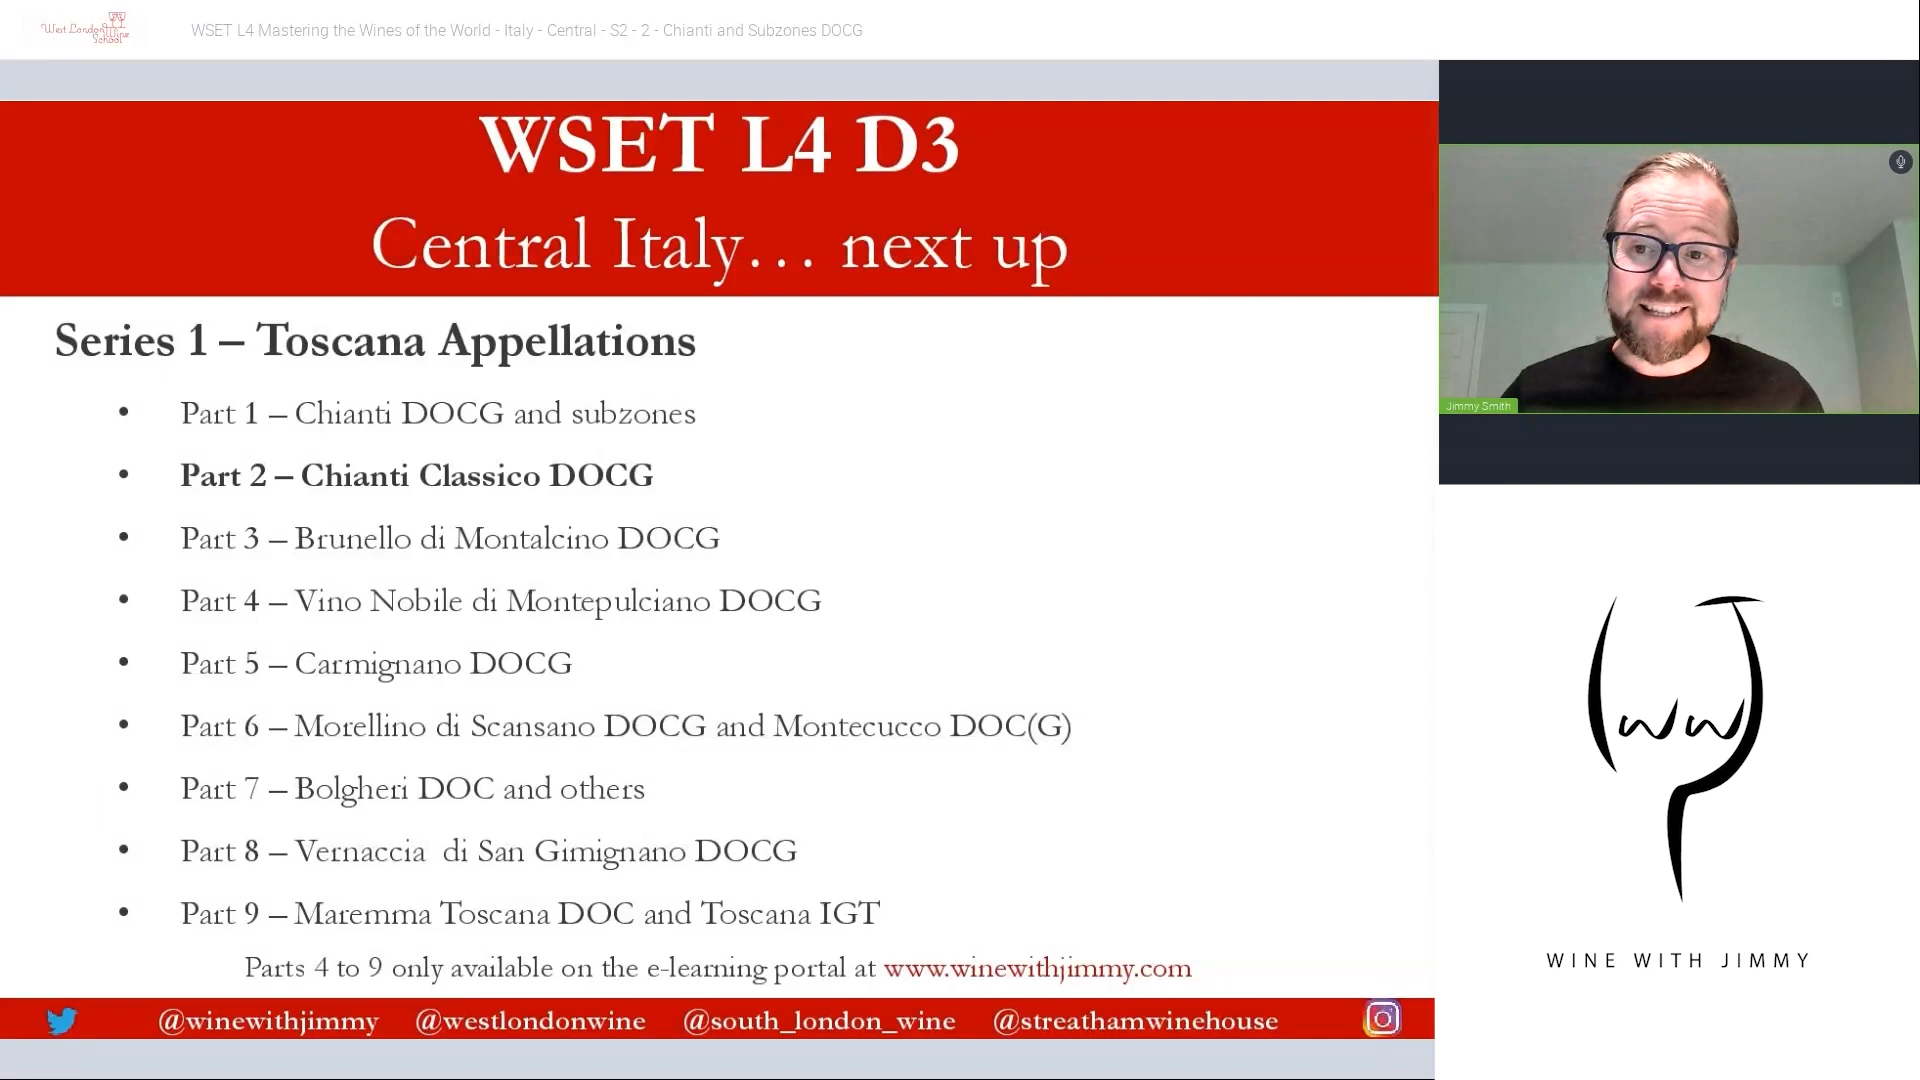 West London Wine School
WSET L4 Mastering the Wines of the World - Italy - Central - S2 - 2 - Chianti and Subzones DOCG
WSET L4 D3
Central Italy… next up
Series 1 – Toscana Appellations
• Part 1 – Chianti DOCG and subzones
• Part 2 – Chianti Classico DOCG
• Part 3 – Brunello di Montalcino DOCG
• Part 4 – Vino Nobile di Montepulciano DOCG
• Part 5 – Carmignano DOCG
• Part 6 – Morellino di Scansano DOCG and Montecucco DOC(G)
• Part 7 – Bolgheri DOC and others
• Part 8 – Vernaccia di San Gimignano DOCG
• Part 9 – Maremma Toscana DOC and Toscana IGT
Parts 4 to 9 only available on the e-learning portal at www.winewithjimmy.com
@winewithjimmy @westlondonwine @south_london_wine @streathamwinehouse
Jimmy Smith
ww
WINE WITH JIMMY